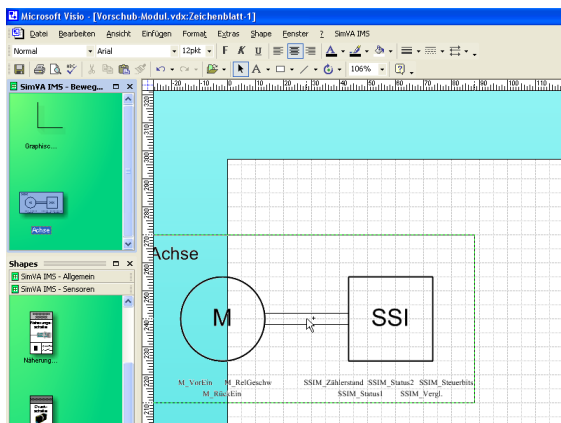 Microsoft Visio - [Vorschub-Modul.vdx:Zeichenblatt-1]
Datei Bearbeiten Ansicht Einfügen Format Extras Shape Fenster ? SimVA IMS
Normal Arial 12pkt F K U
106%
SimVA IMS - Beweg...
Graphisc...
Achse
Shapes
SimVA IMS - Allgemein
SimVA IMS - Sensoren
Näherung...
Achse
M SSI
M_VorEin M_RelGeschw SSIM_Zählerstand SSIM_Status2 SSIM_Steuerbits
M_RückEin SSIM_Status1 SSIM_Vergl.